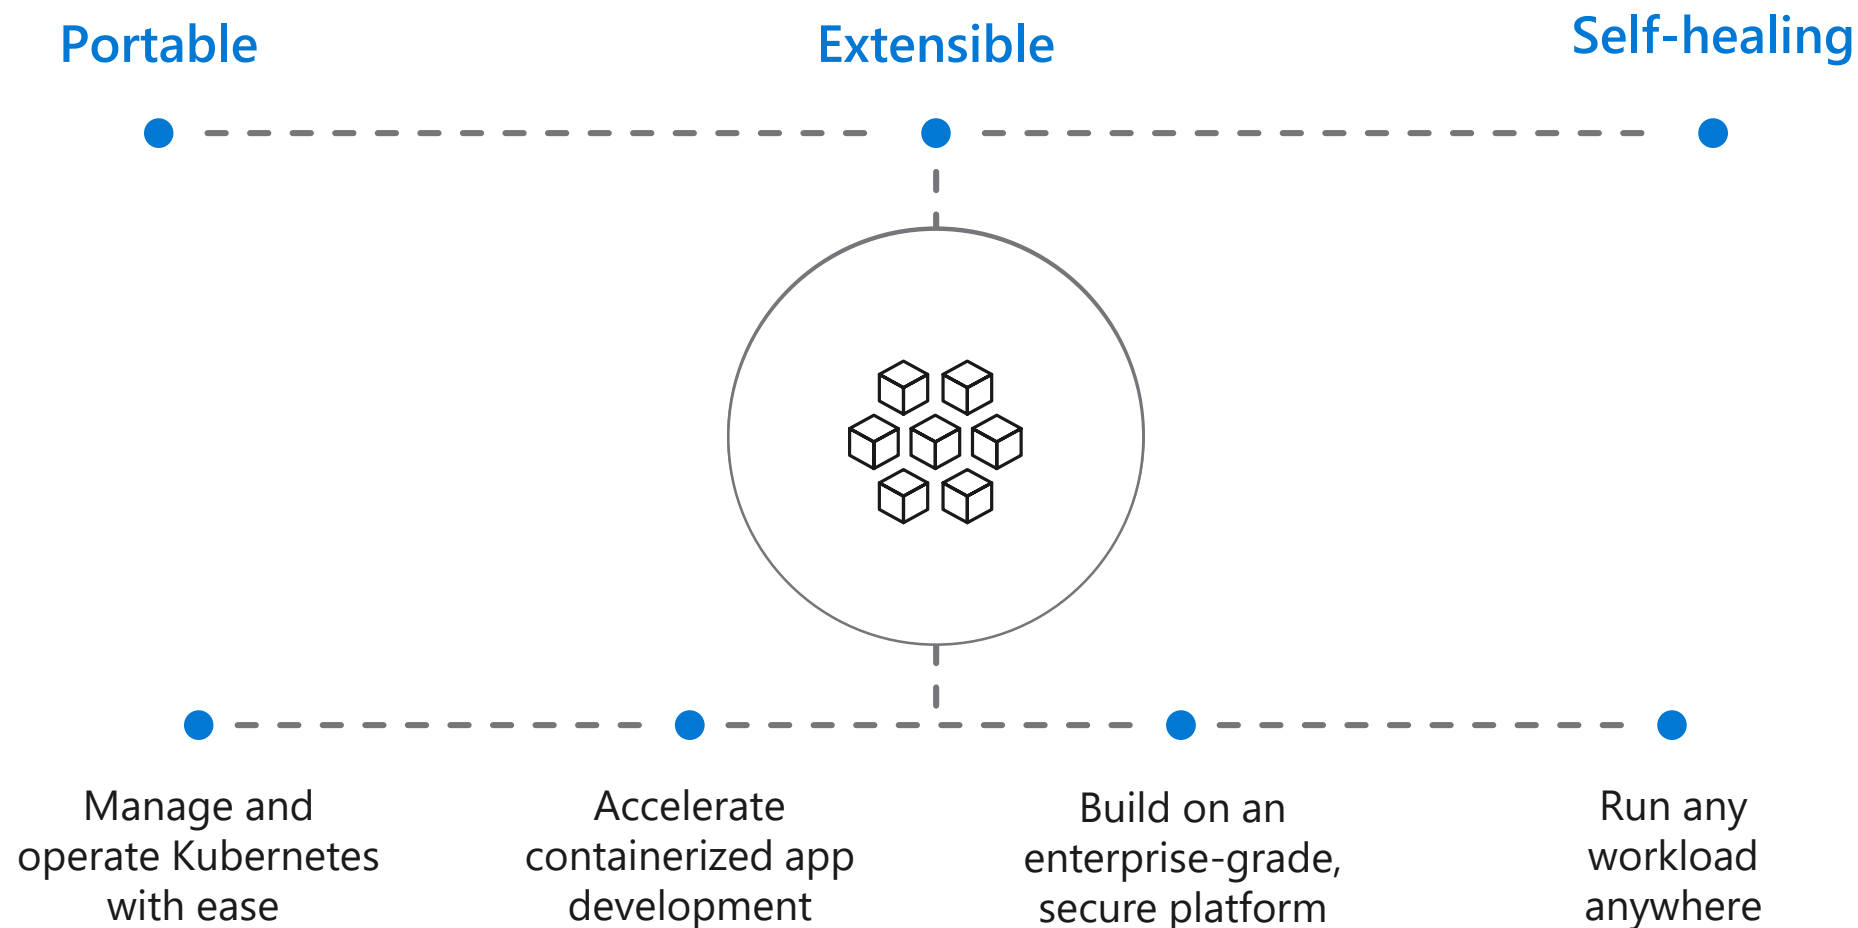 Portable
Extensible
Self-healing
Manage and
operate Kubernetes
with ease
Accelerate
containerized app
development
Build on an
enterprise-grade,
secure platform
Run any
workload
anywhere